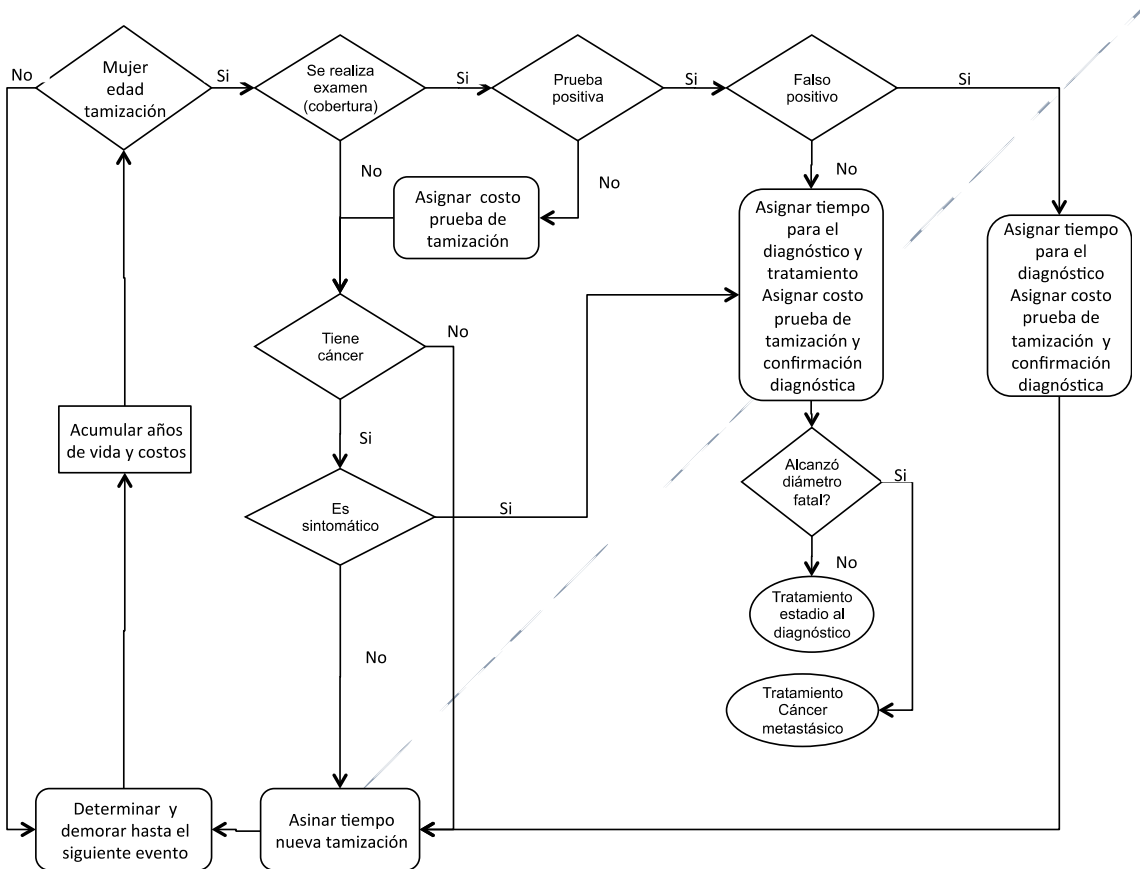 No
Mujer
edad
tamización
Si
Se realiza
examen
(cobertura)
Si
Prueba
positiva
Si
Falso
positivo
Si
No
No
No
Asignar costo
prueba de
tamización
Asignar tiempo
para el
diagnóstico y
tratamiento
Asignar costo
prueba de
tamización y
confirmación
diagnóstica
Asignar tiempo
para el
diagnóstico
Asignar costo
prueba de
tamización y
confirmación
diagnóstica
Tiene
cáncer
No
Si
Acumular años
de vida y costos
Es
sintomático
Si
Alcanzó
diámetro
fatal?
Si
No
Tratamiento
estadio al
diagnóstico
No
Tratamiento
Cáncer
metastásico
Determinar y
demorar hasta el
siguiente evento
Asinar tiempo
nueva tamización